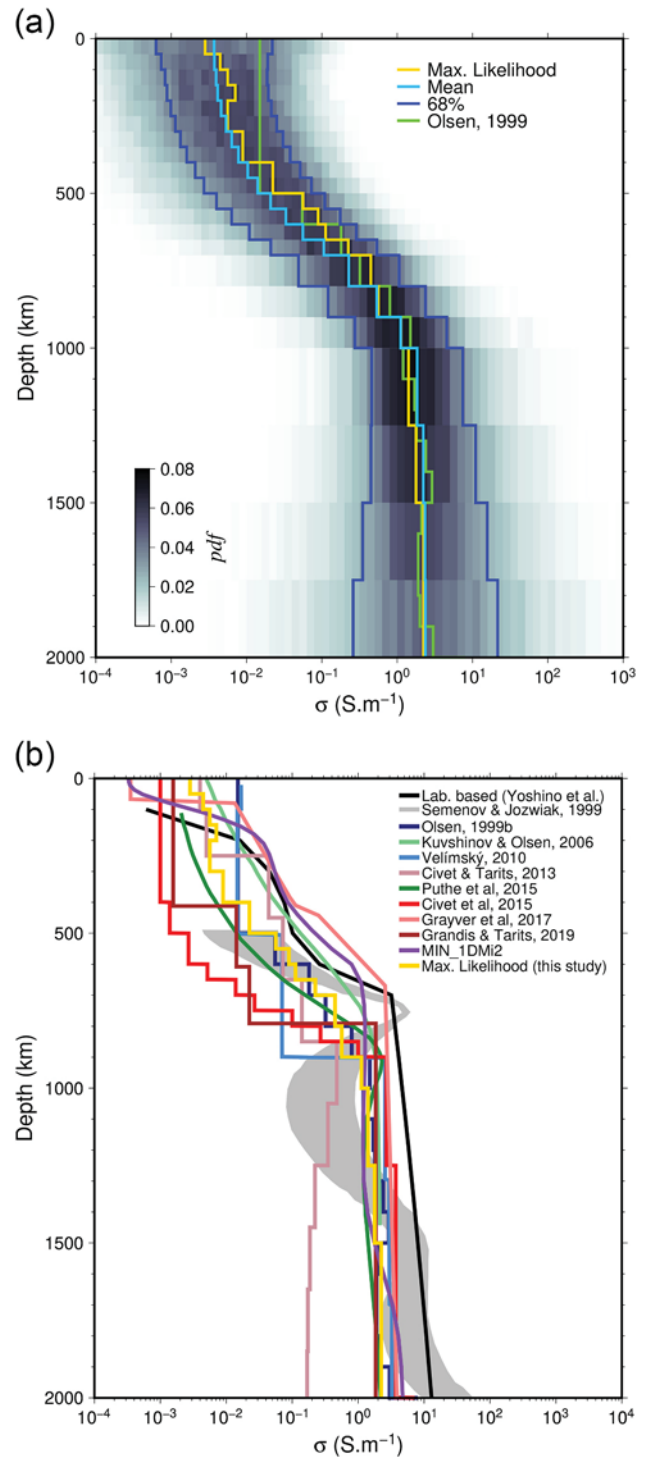 (a)
0
500
1000
1500
2000
Depth (km)
Max. Likelihood
Mean
68%
Olsen, 1999
0.08
0.06
0.04
0.02
0.00
pdf
10⁻⁴ 10⁻³ 10⁻² 10⁻¹ 10⁰ 10¹ 10² 10³
σ (S.m⁻¹)
(b)
0
500
1000
1500
2000
Depth (km)
Lab. based (Yoshino et al.)
Semenov & Jozwiak, 1999
Olsen, 1999b
Kuvshinov & Olsen, 2006
Velímský, 2010
Civet & Tarits, 2013
Puthe et al, 2015
Civet et al, 2015
Grayver et al, 2017
Grandis & Tarits, 2019
MIN_1DMi2
Max. Likelihood (this study)
10⁻⁴ 10⁻³ 10⁻² 10⁻¹ 10⁰ 10¹ 10² 10³ 10⁴
σ (S.m⁻¹)